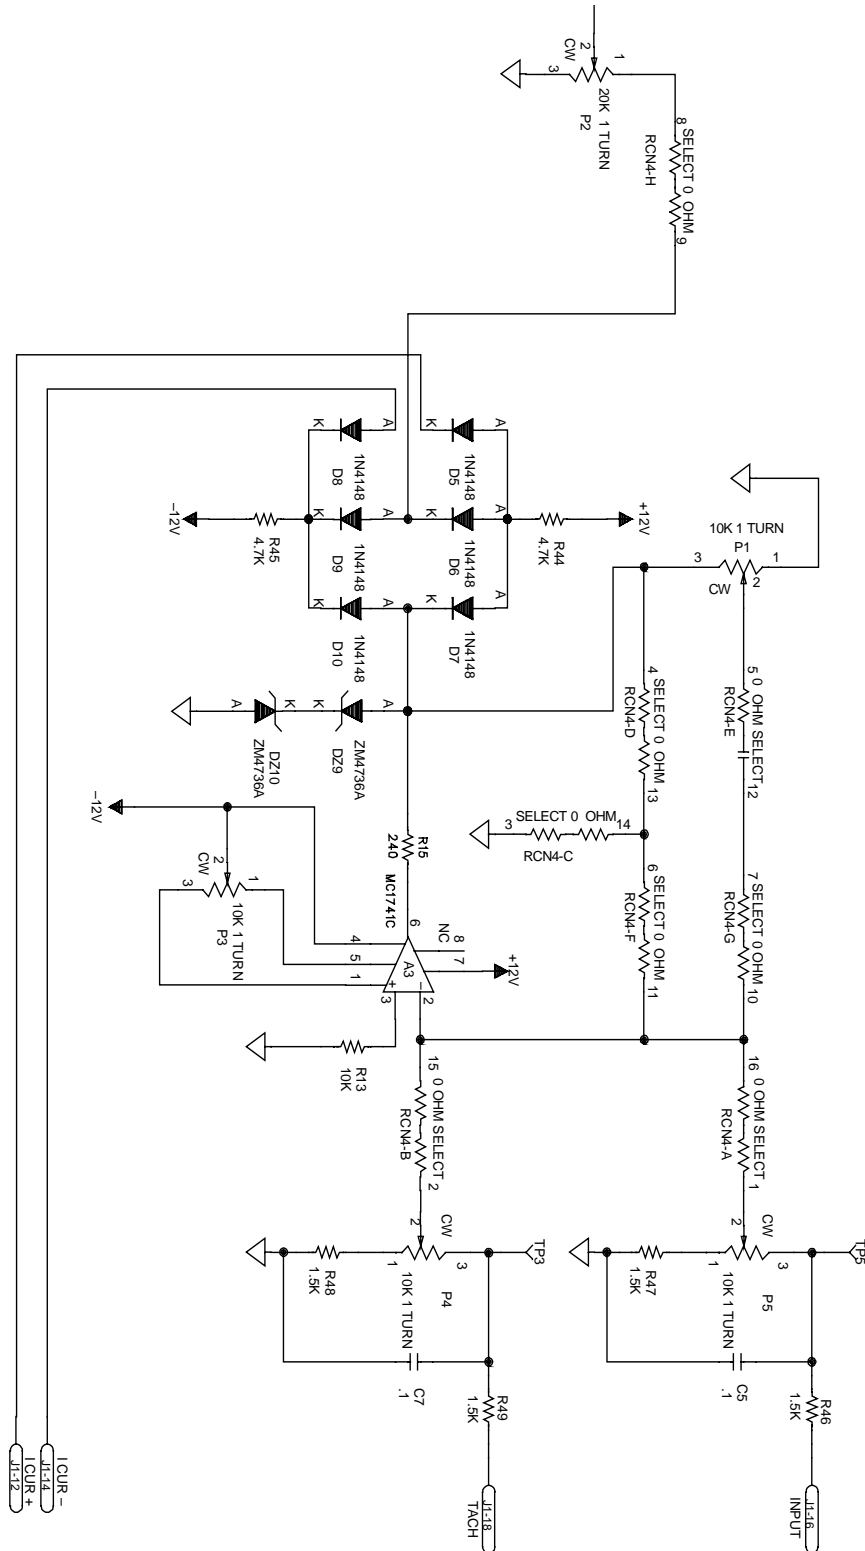 2
CW
3
1
20K 1 TURN
P2
8
SELECT 0 OHM
RCN4-H
9
A
K
1N4148
D8
A
K
1N4148
D5
A
K
1N4148
D9
A
K
1N4148
D6
A
K
1N4148
D10
A
K
1N4148
D7
-12V
R45
4.7K
R44
4.7K
+12V
10K 1 TURN
P1
3
1
2
CW
A
K
K
A
DZ10
ZM4736A
DZ9
ZM4736A
4
SELECT 0 OHM
RCN4-D
13
5
0 OHM SELECT
RCN4-E
12
3
SELECT 0 OHM
14
RCN4-C
6
SELECT 0 OHM
RCN4-F
11
7
SELECT 0 OHM
RCN4-G
10
-12V
2
CW
3
1
10K 1 TURN
P3
R15
240
MC1741C
6
A3
NC
8
7
+12V
4
5
1
+
-
3
2
R13
10K
15
0 OHM SELECT
RCN4-B
2
16
0 OHM SELECT
RCN4-A
1
2
CW
1
3
R48
1.5K
10K 1 TURN
P4
TP3
C7
.1
R49
1.5K
J1-18
TACH
2
CW
1
3
R47
1.5K
10K 1 TURN
P5
TP5
C5
.1
R46
1.5K
J1-16
INPUT
I CUR -
J1-14
I CUR +
J1-12